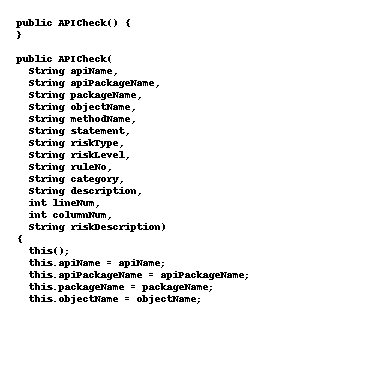 public APICheck() {
}
public APICheck(
String apiName,
String apiPackageName,
String packageName,
String objectName,
String methodName,
String statement,
String riskType,
String riskLevel,
String ruleNo,
String category,
String description,
int lineNum,
int columnNum,
String riskDescription)
{
this();
this.apiName = apiName;
this.apiPackageName = apiPackageName;
this.packageName = packageName;
this.objectName = objectName;